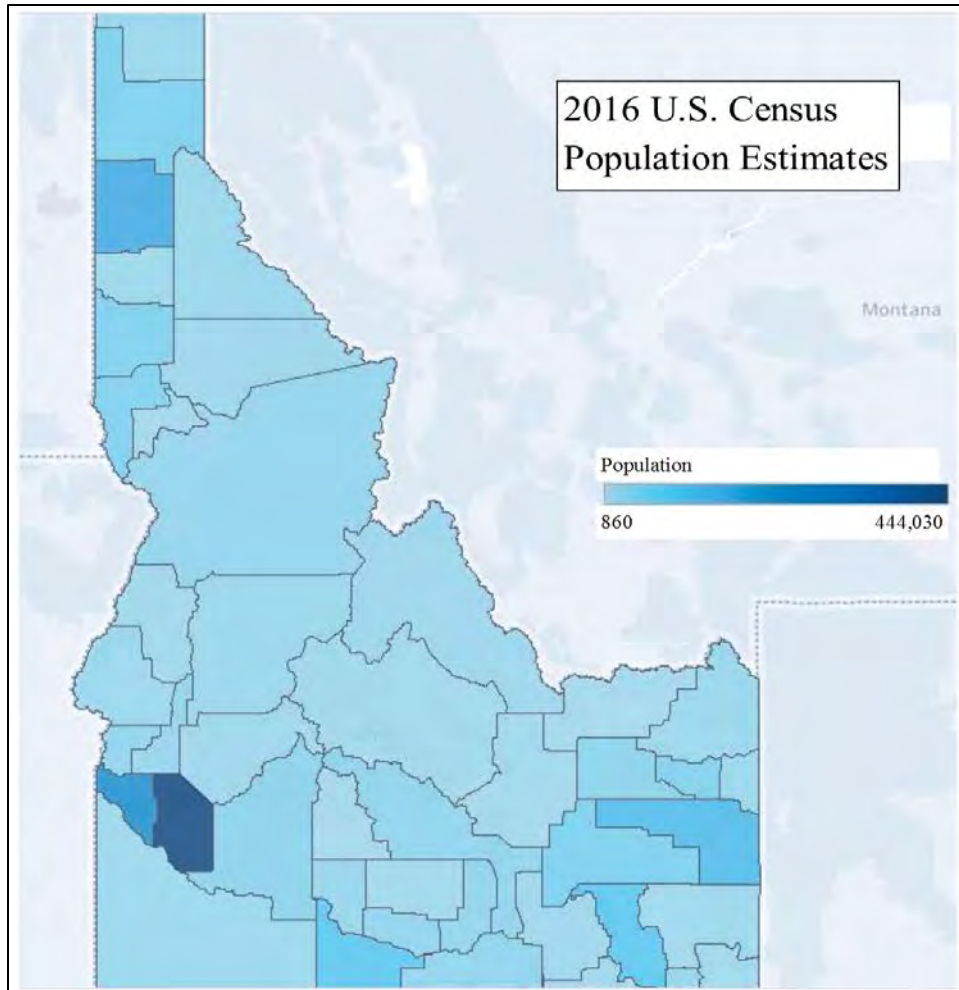 2016 U.S. Census
Population Estimates
Montana
Population
860 444,030